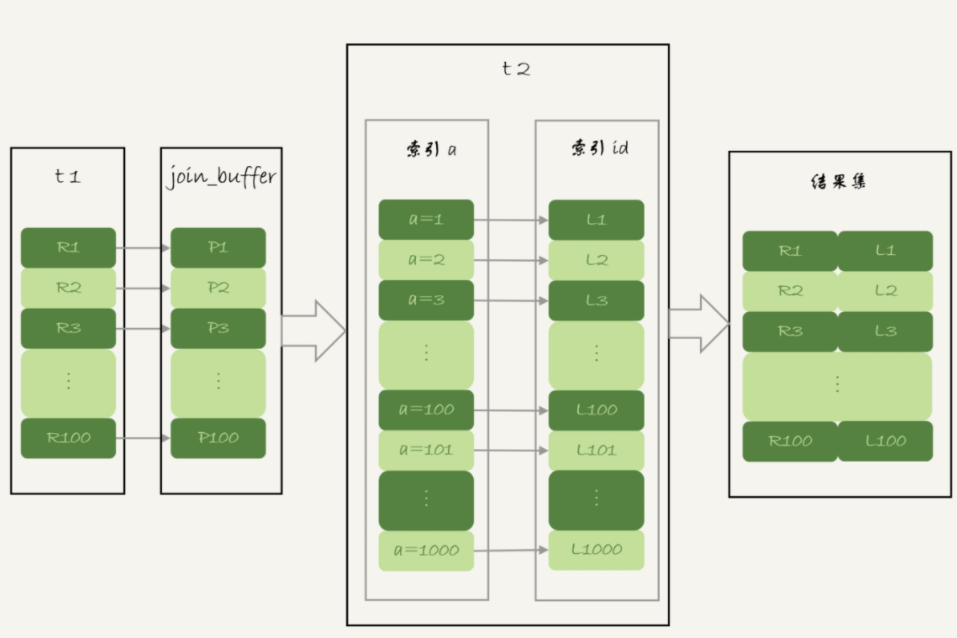 t1
R1
R2
R3
⋮
R100
join_buffer
P1
P2
P3
⋮
P100
t2
索引 a
a=1
a=2
a=3
⋮
a=100
a=101
⋮
a=1000
索引 id
L1
L2
L3
⋮
L100
L101
⋮
L1000
结果集
R1 L1
R2 L2
R3 L3
⋮
R100 L100